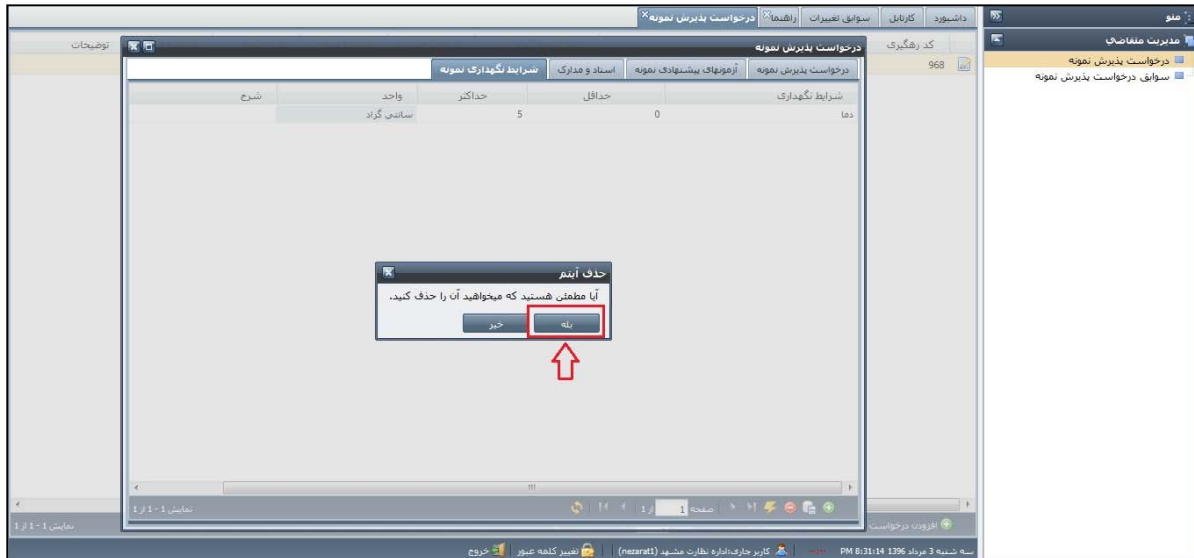 منو
داشبورد
کارتابل
سوابق تغییرات
راهنما
درخواست پذیرش نمونه
مدیریت متقاضي
درخواست پذیرش نمونه
سوابق درخواست پذیرش نمونه
کد رهگیری
توضیحات
968
درخواست پذیرش نمونه
درخواست پذیرش نمونه
آزمونهای پیشنهادی نمونه
اسناد و مدارک
شرایط نگهداری نمونه
شرایط نگهداری
حداقل
حداکثر
واحد
شرح
دما
0
5
سانتی گراد
حذف آیتم
آیا مطمئن هستید که میخواهید آن را حذف کنید.
بله
خیر
صفحه 1 از 1
نمایش 1 - 1 از 1
افزودن درخواست
نمایش 1 - 1 از 1
سه شنبه 3 مرداد 1396 8:31:14 PM
کاربر جاری:اداره نظارت مشهد (nezarat1)
تغییر کلمه عبور
خروج